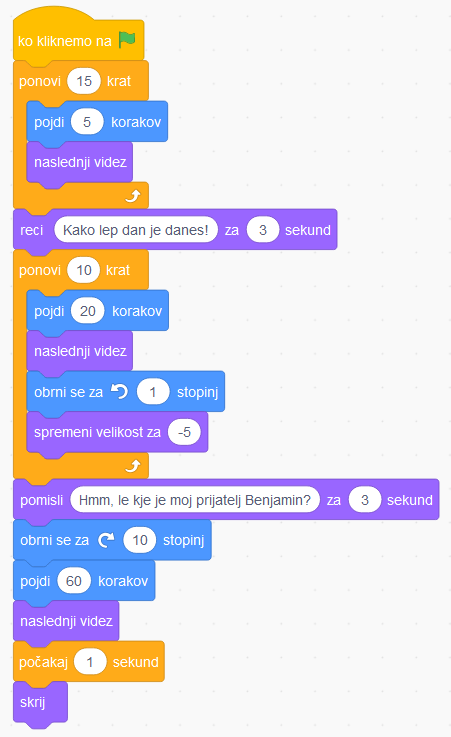 ko kliknemo na
ponovi 15 krat
pojdi 5 korakov
naslednji videz
reci Kako lep dan je danes! za 3 sekund
ponovi 10 krat
pojdi 20 korakov
naslednji videz
obrni se za 1 stopinj
spremeni velikost za -5
pomisli Hmm, le kje je moj prijatelj Benjamin? za 3 sekund
obrni se za 10 stopinj
pojdi 60 korakov
naslednji videz
počakaj 1 sekund
skrij